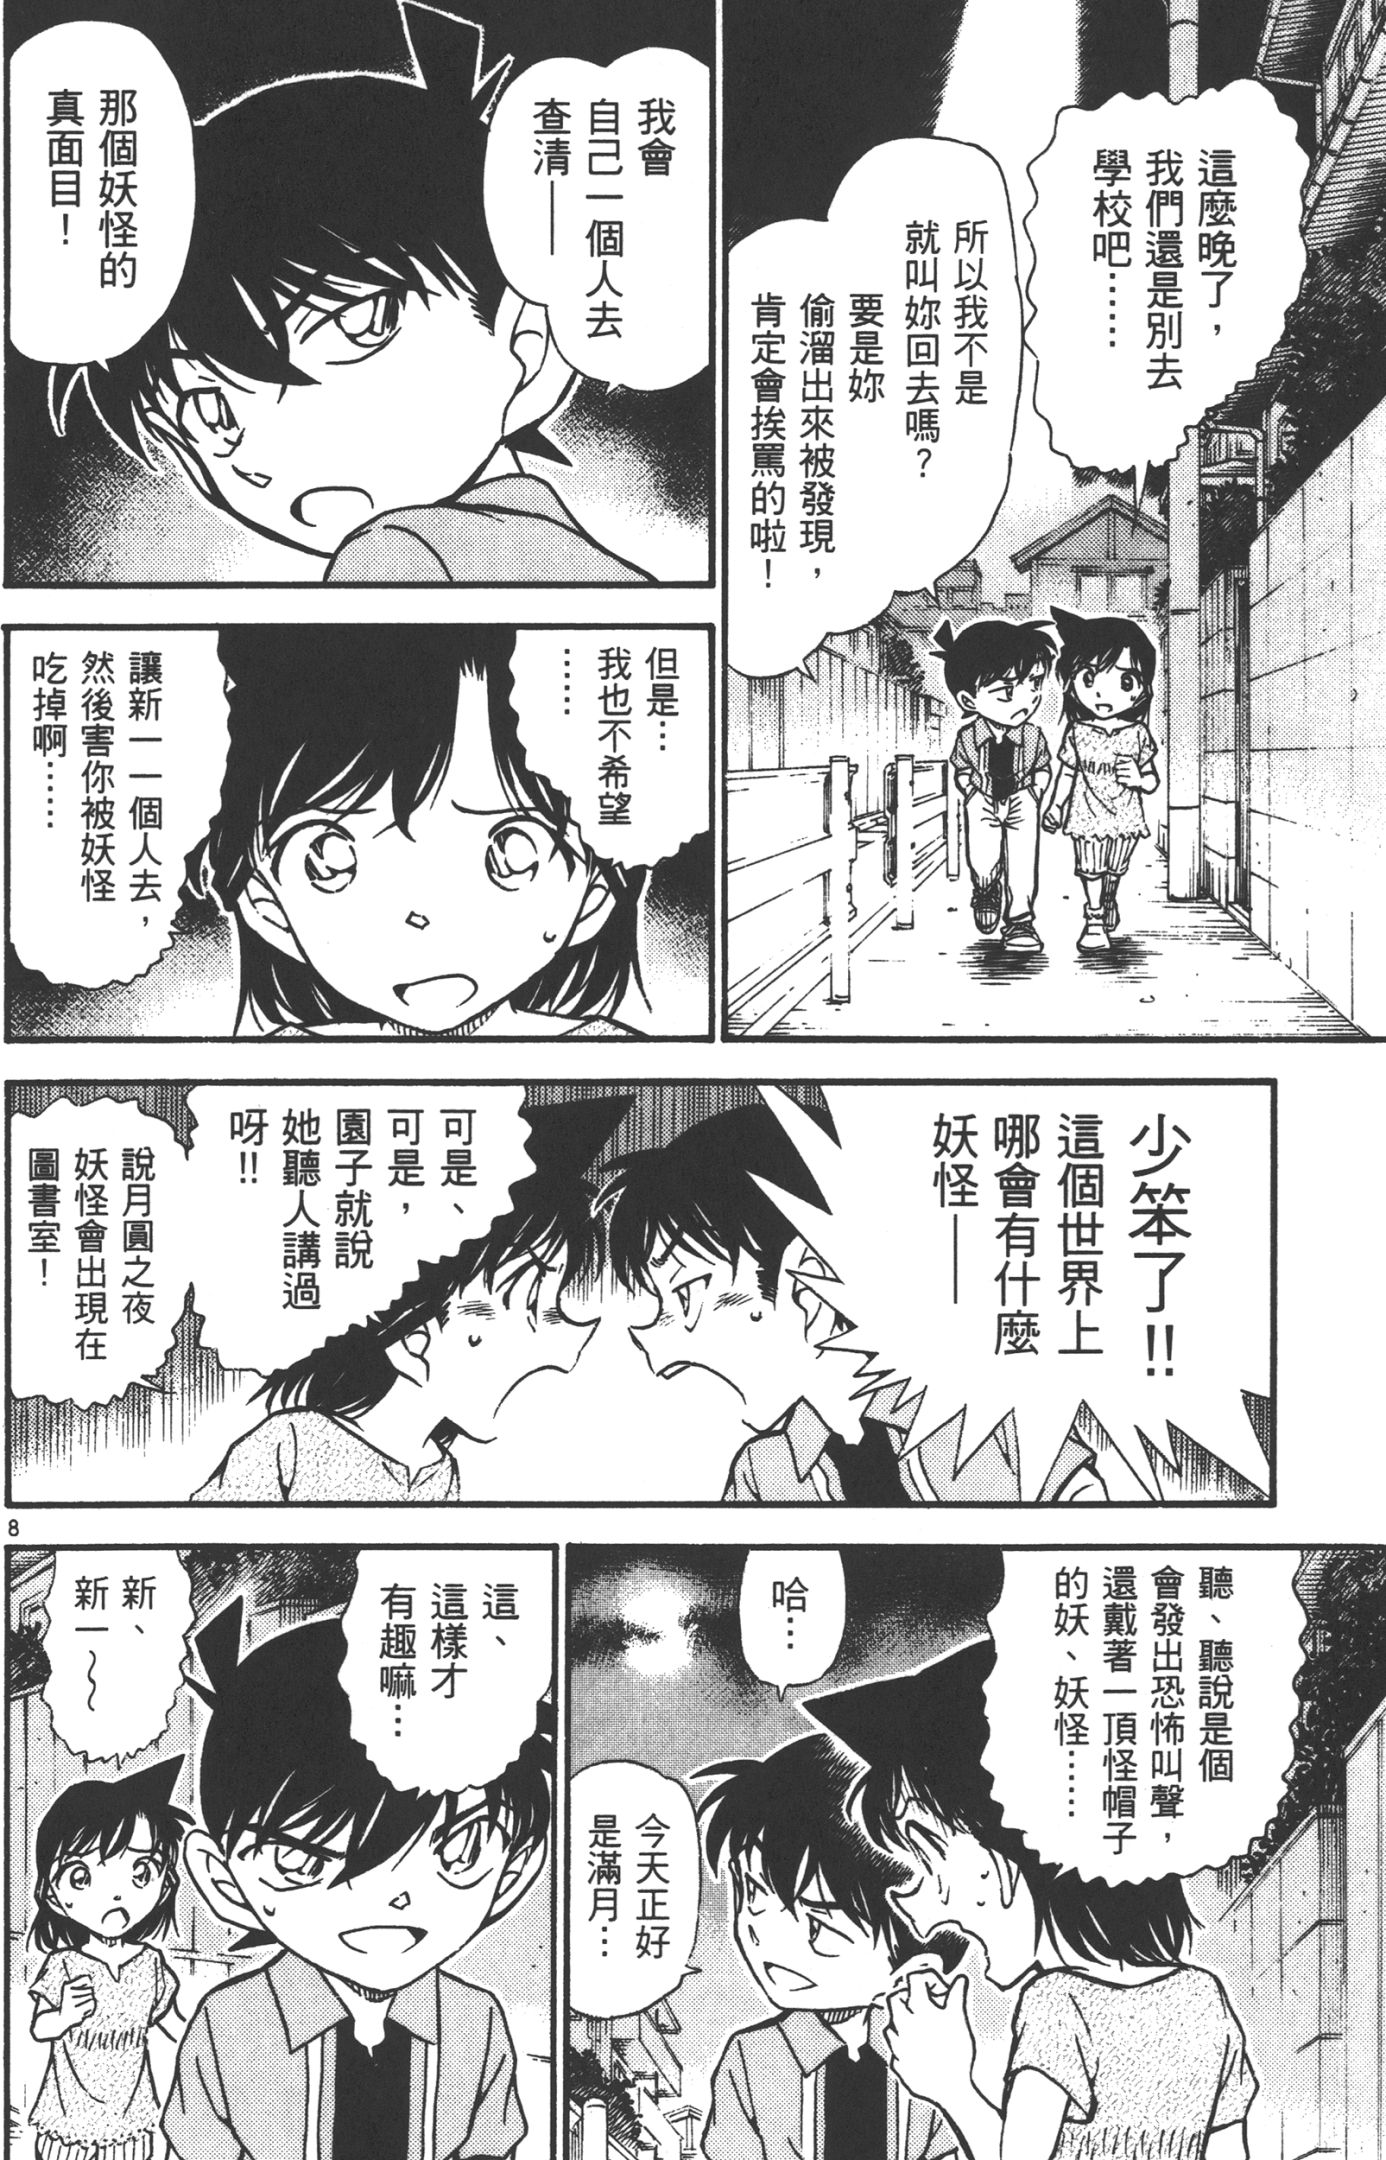 這麼晚了，
我們還是別去
學校吧……
所以我不是
就叫妳回去嗎？
要是妳
偷溜出來被發現，
肯定會挨罵的啦！
我會
自己一個人去
查清——
那個妖怪的
真面目！
但是…
我也不希望
……
讓新一一個人去，
然後害你被妖怪
吃掉啊……
少笨了!!
這個世界上
哪會有什麼
妖怪——
可是、
可是，
園子就說
她聽人講過
呀!!
說月圓之夜
妖怪會出現在
圖書室！
8
聽、聽說是個
會發出恐怖叫聲，
還戴著一頂怪帽子
的妖、妖怪……
哈…
今天正好
是滿月…
這、
這樣才
有趣嘛…
新、
新一～